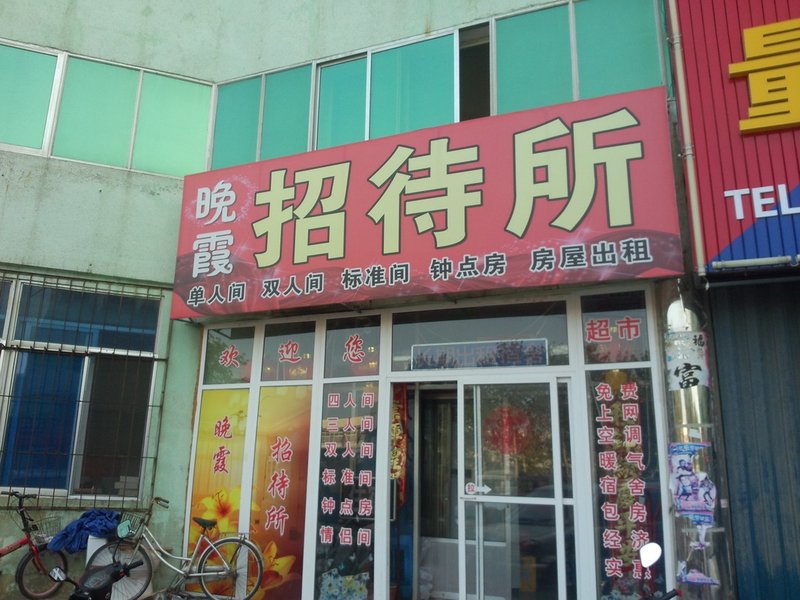 晚霞
招待所
单人间 双人间 标准间 钟点房 房屋出租
量
TEL
欢迎您
超市
晚霞
招待所
四人间
三人间
双人间
标准间
钟点房
情侣间
免费
上网
空调
暖气
宿舍
包房
经济
实惠
富
拉